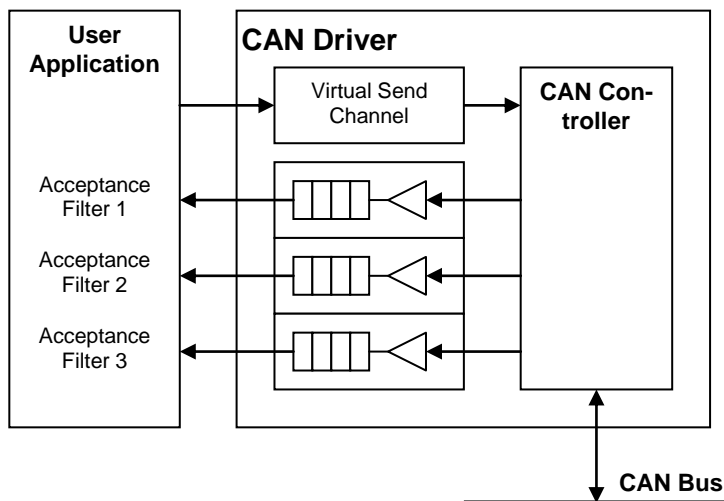 User
Application
CAN Driver
Virtual Send
Channel
CAN Con-
troller
Acceptance
Filter 1
Acceptance
Filter 2
Acceptance
Filter 3
CAN Bus